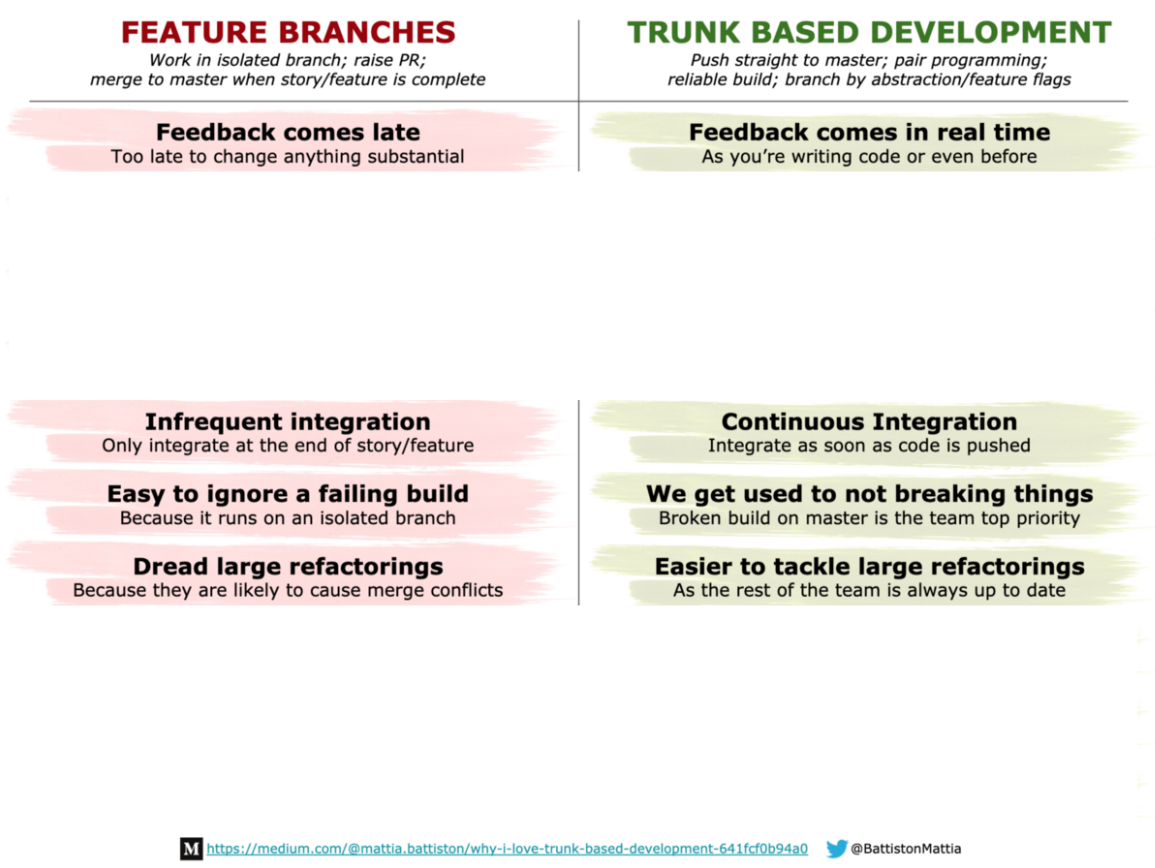 FEATURE BRANCHES
Work in isolated branch; raise PR;
merge to master when story/feature is complete
TRUNK BASED DEVELOPMENT
Push straight to master; pair programming;
reliable build; branch by abstraction/feature flags
Feedback comes late
Too late to change anything substantial
Feedback comes in real time
As you’re writing code or even before
Infrequent integration
Only integrate at the end of story/feature
Continuous Integration
Integrate as soon as code is pushed
Easy to ignore a failing build
Because it runs on an isolated branch
We get used to not breaking things
Broken build on master is the team top priority
Dread large refactorings
Because they are likely to cause merge conflicts
Easier to tackle large refactorings
As the rest of the team is always up to date
M https://medium.com/@mattia.battiston/why-i-love-trunk-based-development-641fcf0b94a0 @BattistonMattia